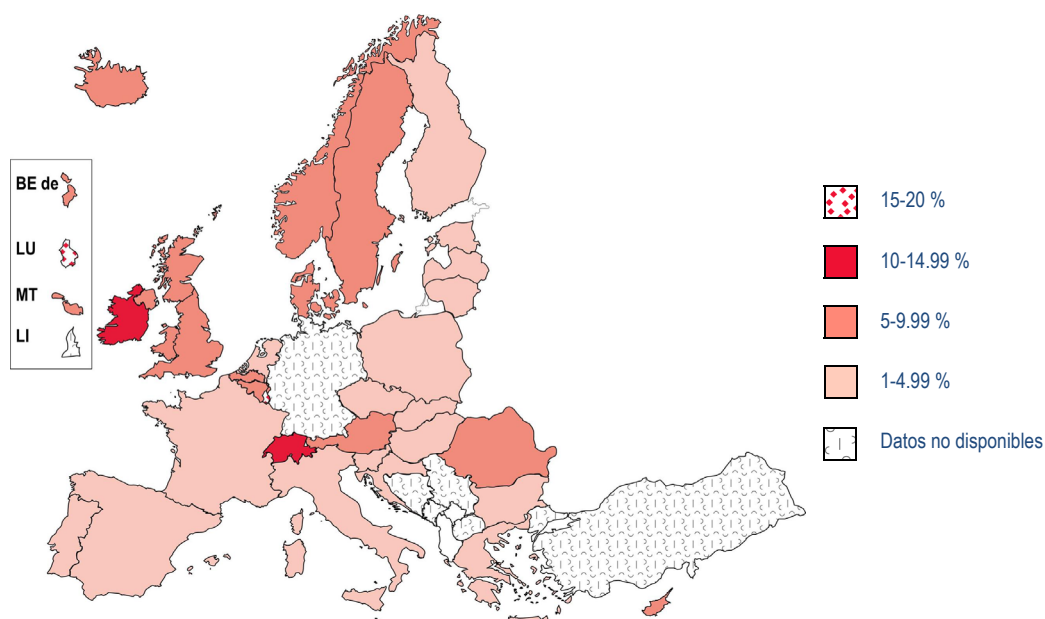 BE de
LU
MT
LI
15-20 %
10-14.99 %
5-9.99 %
1-4.99 %
Datos no disponibles